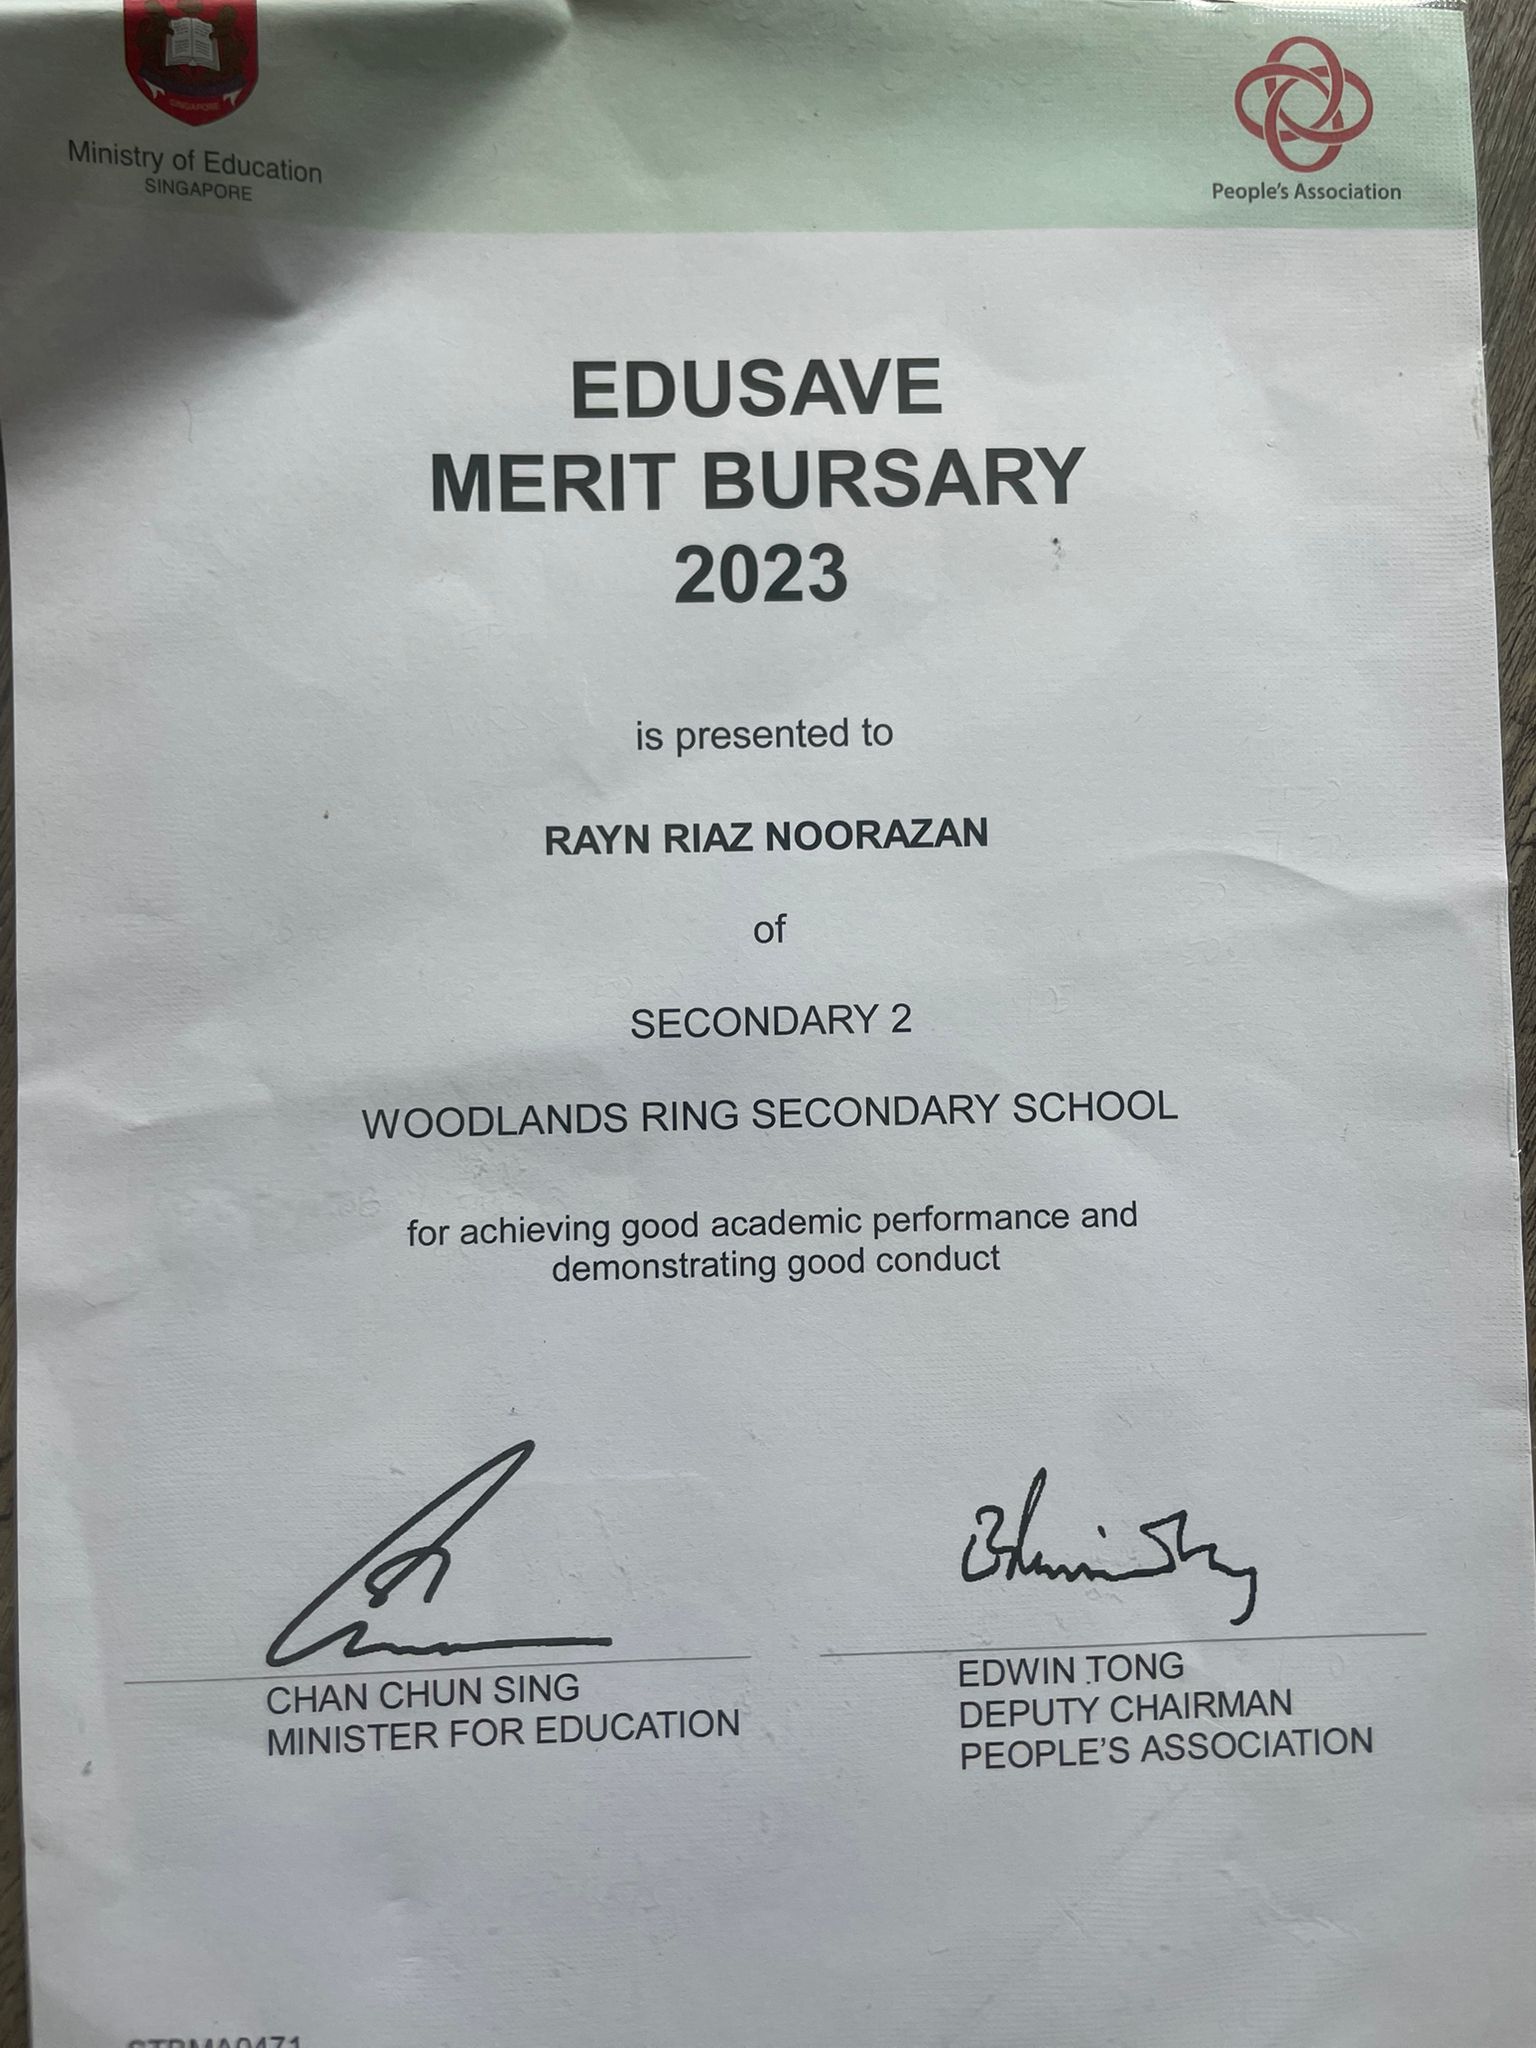 SINGAPORE
Ministry of Education
SINGAPORE
People's Association
EDUSAVE
MERIT BURSARY
2023
is presented to
RAYN RIAZ NOORAZAN
of
SECONDARY 2
WOODLANDS RING SECONDARY SCHOOL
for achieving good academic performance and
demonstrating good conduct
CHAN CHUN SING
MINISTER FOR EDUCATION
EDWIN TONG
DEPUTY CHAIRMAN
PEOPLE'S ASSOCIATION